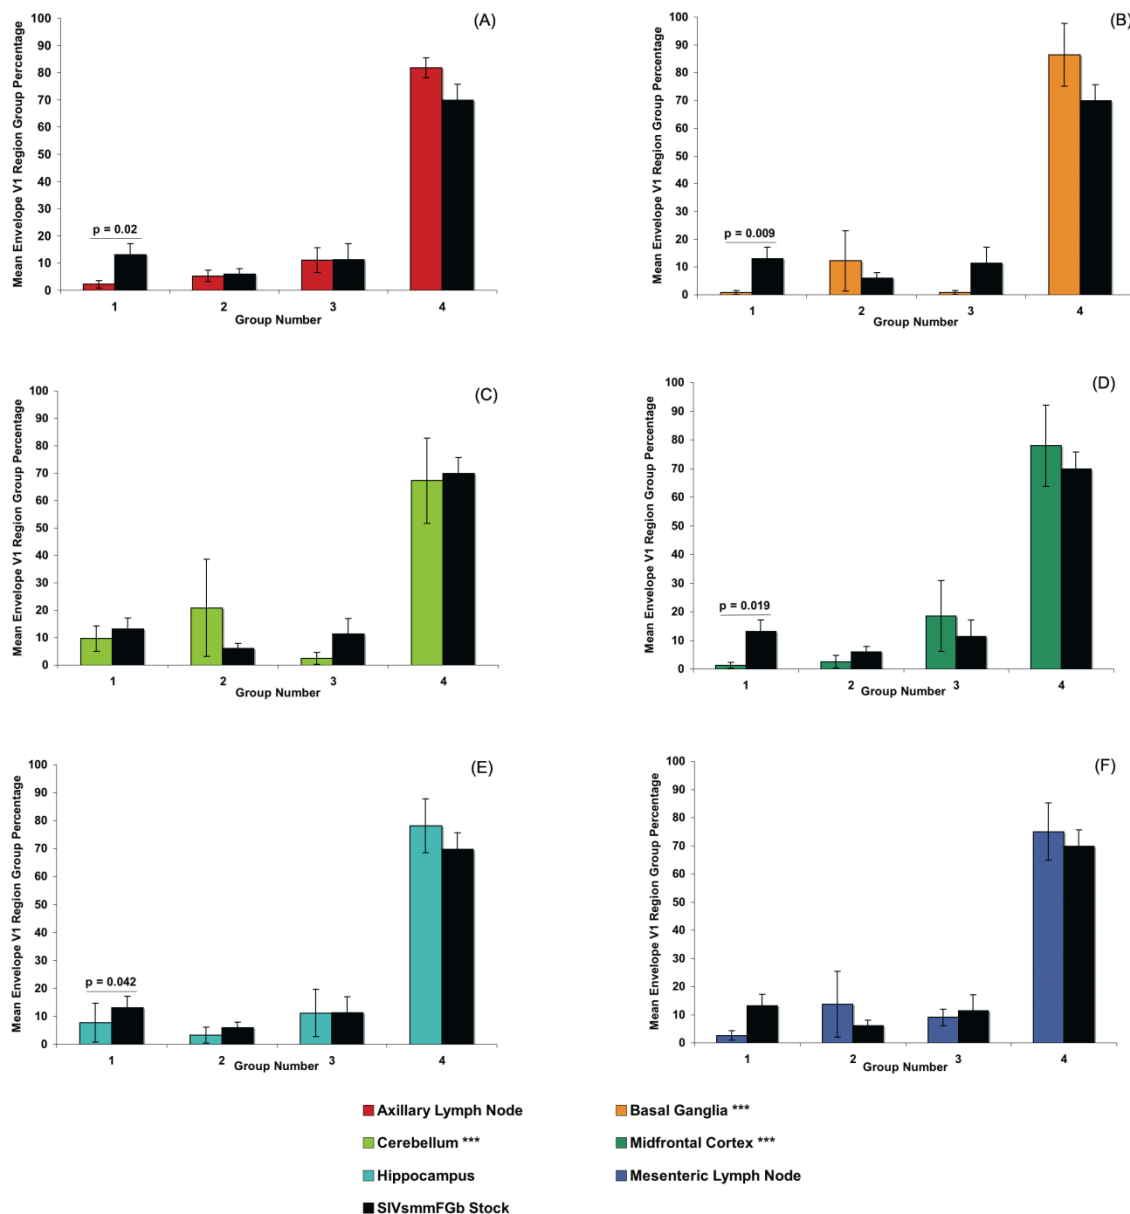 (A)
Mean Envelope V1 Region Group Percentage
100
90
80
70
60
50
40
30
20
10
0
p = 0.02
1 2 3 4
Group Number
(B)
Mean Envelope V1 Region Group Percentage
100
90
80
70
60
50
40
30
20
10
0
p = 0.009
1 2 3 4
Group Number
(C)
Mean Envelope V1 Region Group Percentage
100
90
80
70
60
50
40
30
20
10
0
1 2 3 4
Group Number
(D)
Mean Envelope V1 Region Group Percentage
100
90
80
70
60
50
40
30
20
10
0
p = 0.019
1 2 3 4
Group Number
(E)
Mean Envelope V1 Region Group Percentage
100
90
80
70
60
50
40
30
20
10
0
p = 0.042
1 2 3 4
Group Number
(F)
Mean Envelope V1 Region Group Percentage
100
90
80
70
60
50
40
30
20
10
0
1 2 3 4
Group Number
Axillary Lymph Node
Basal Ganglia ***
Cerebellum ***
Midfrontal Cortex ***
Hippocampus
Mesenteric Lymph Node
SIVsmmFGb Stock